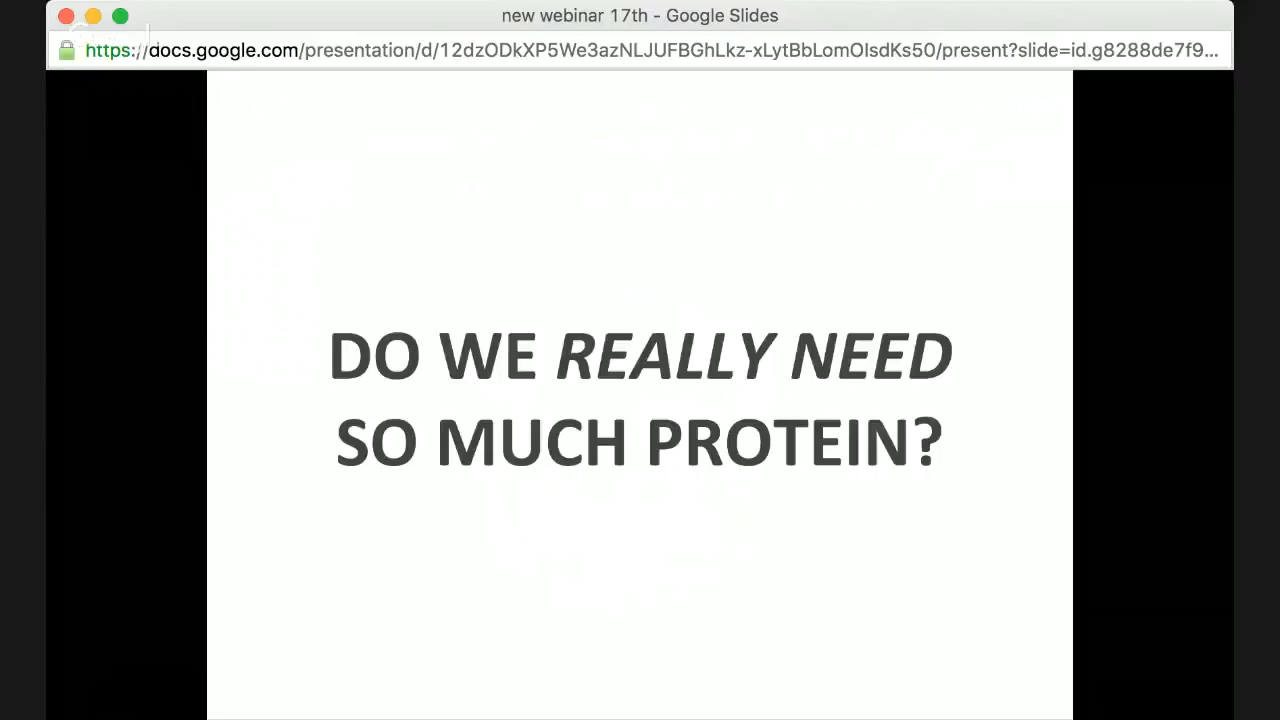 new webinar 17th - Google Slides
https://docs.google.com/presentation/d/12dzODkXP5We3azNLJUFBGhLkz-xLytBbLomOIsdKs50/present?slide=id.g8288de7f9...
DO WE REALLY NEED
SO MUCH PROTEIN?